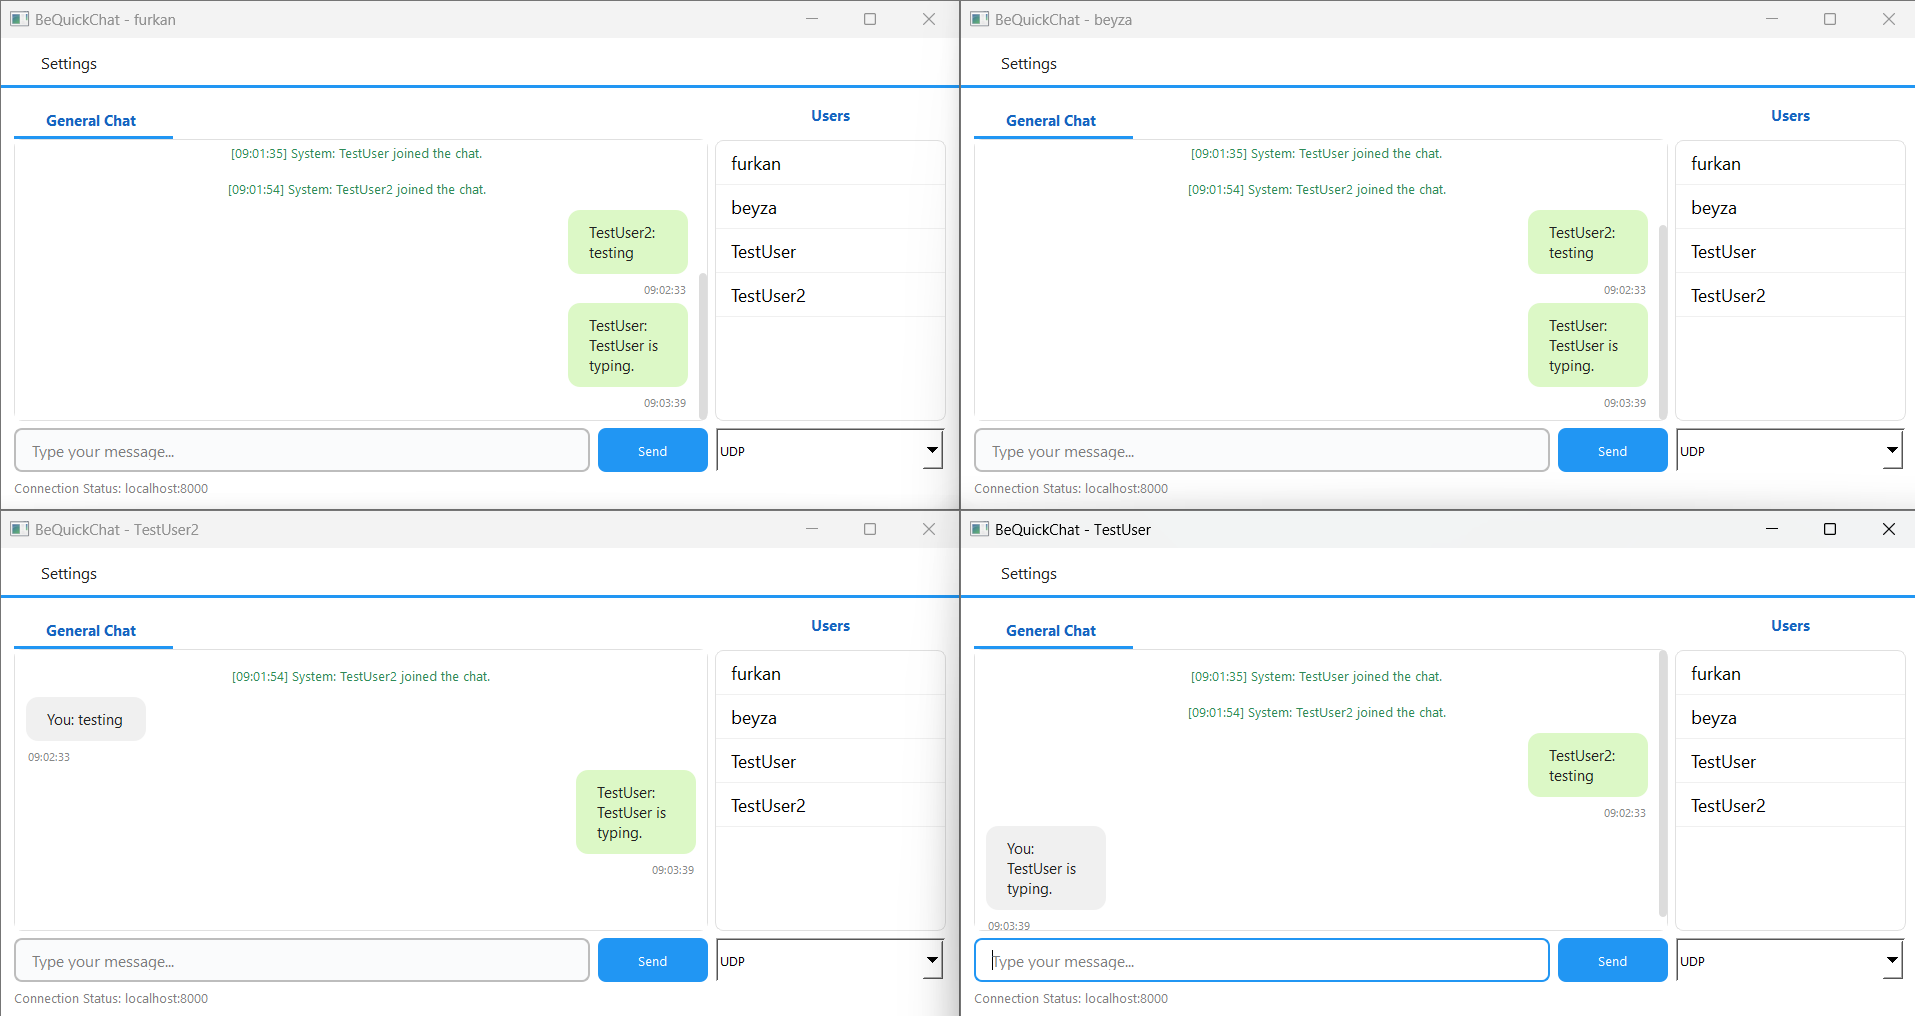 BeQuickChat - furkan
Settings
General Chat
Users
[09:01:35] System: TestUser joined the chat.
[09:01:54] System: TestUser2 joined the chat.
TestUser2:
testing
09:02:33
TestUser:
TestUser is
typing.
09:03:39
furkan
beyza
TestUser
TestUser2
Type your message...
Send
UDP
Connection Status: localhost:8000
BeQuickChat - beyza
Settings
General Chat
Users
[09:01:35] System: TestUser joined the chat.
[09:01:54] System: TestUser2 joined the chat.
TestUser2:
testing
09:02:33
TestUser:
TestUser is
typing.
09:03:39
furkan
beyza
TestUser
TestUser2
Type your message...
Send
UDP
Connection Status: localhost:8000
BeQuickChat - TestUser2
Settings
General Chat
Users
[09:01:54] System: TestUser2 joined the chat.
You: testing
09:02:33
TestUser:
TestUser is
typing.
09:03:39
furkan
beyza
TestUser
TestUser2
Type your message...
Send
UDP
Connection Status: localhost:8000
BeQuickChat - TestUser
Settings
General Chat
Users
[09:01:35] System: TestUser joined the chat.
[09:01:54] System: TestUser2 joined the chat.
TestUser2:
testing
09:02:33
You:
TestUser is
typing.
09:03:39
furkan
beyza
TestUser
TestUser2
Type your message...
Send
UDP
Connection Status: localhost:8000